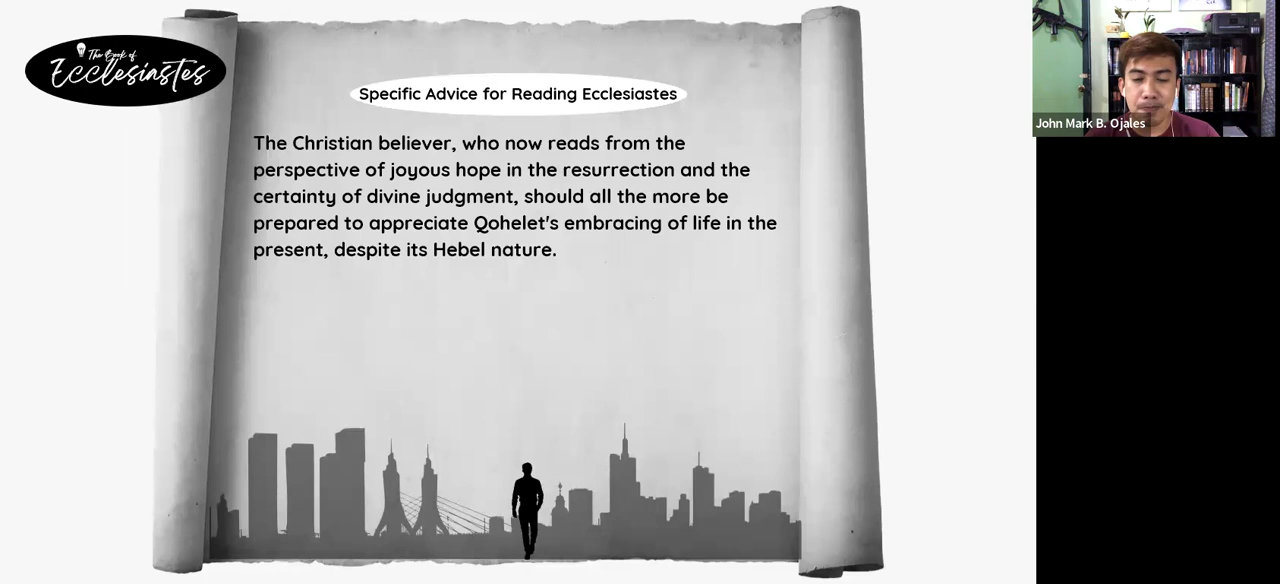 The Book of
Ecclesiastes
Specific Advice for Reading Ecclesiastes
The Christian believer, who now reads from the
perspective of joyous hope in the resurrection and the
certainty of divine judgment, should all the more be
prepared to appreciate Qohelet's embracing of life in the
present, despite its Hebel nature.
John Mark B. Ojales